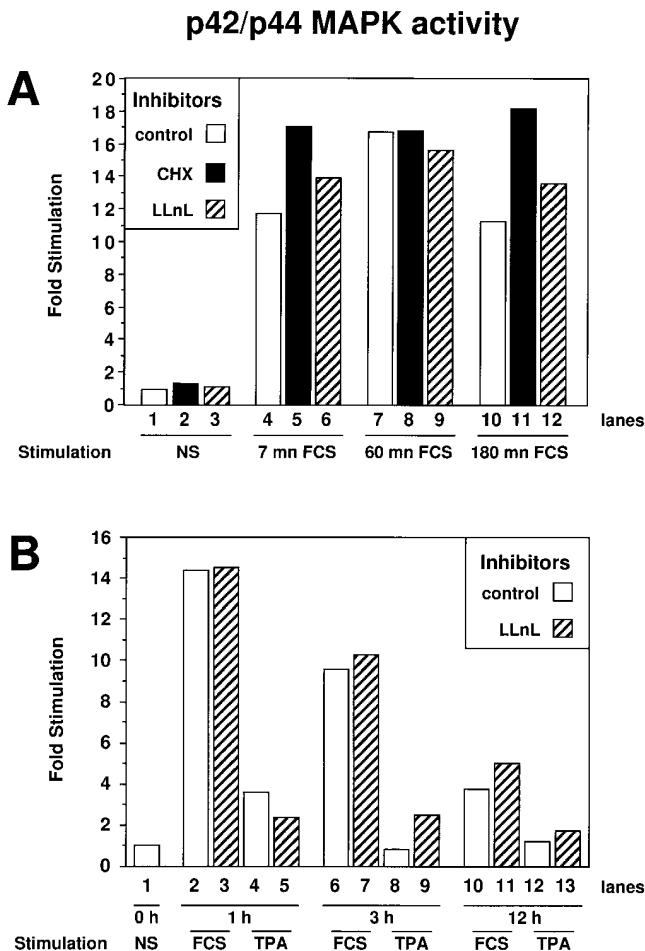 p42/p44 MAPK activity
A
Fold Stimulation
20
18
16
14
12
10
8
6
4
2
0
Inhibitors
control
CHX
LLnL
1 2 3 4 5 6 7 8 9 10 11 12 lanes
Stimulation NS 7 mn FCS 60 mn FCS 180 mn FCS
B
Fold Stimulation
16
14
12
10
8
6
4
2
0
Inhibitors
control
LLnL
1 2 3 4 5 6 7 8 9 10 11 12 13 lanes
0 h 1 h 3 h 12 h
Stimulation NS FCS TPA FCS TPA FCS TPA